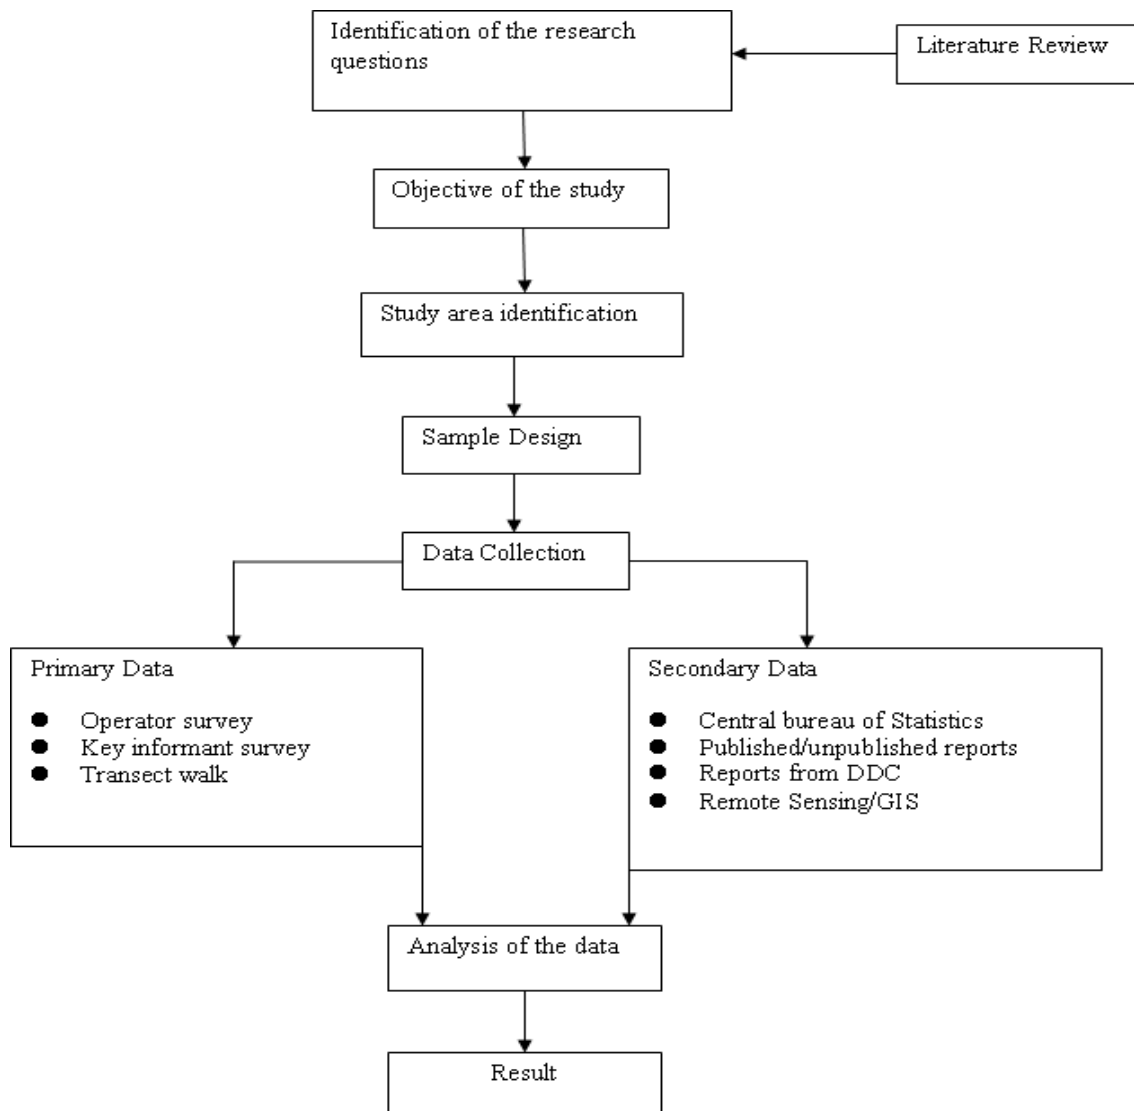 Identification of the research
questions
Literature Review
Objective of the study
Study area identification
Sample Design
Data Collection
Primary Data
● Operator survey
● Key informant survey
● Transect walk
Secondary Data
● Central bureau of Statistics
● Published/unpublished reports
● Reports from DDC
● Remote Sensing/GIS
Analysis of the data
Result